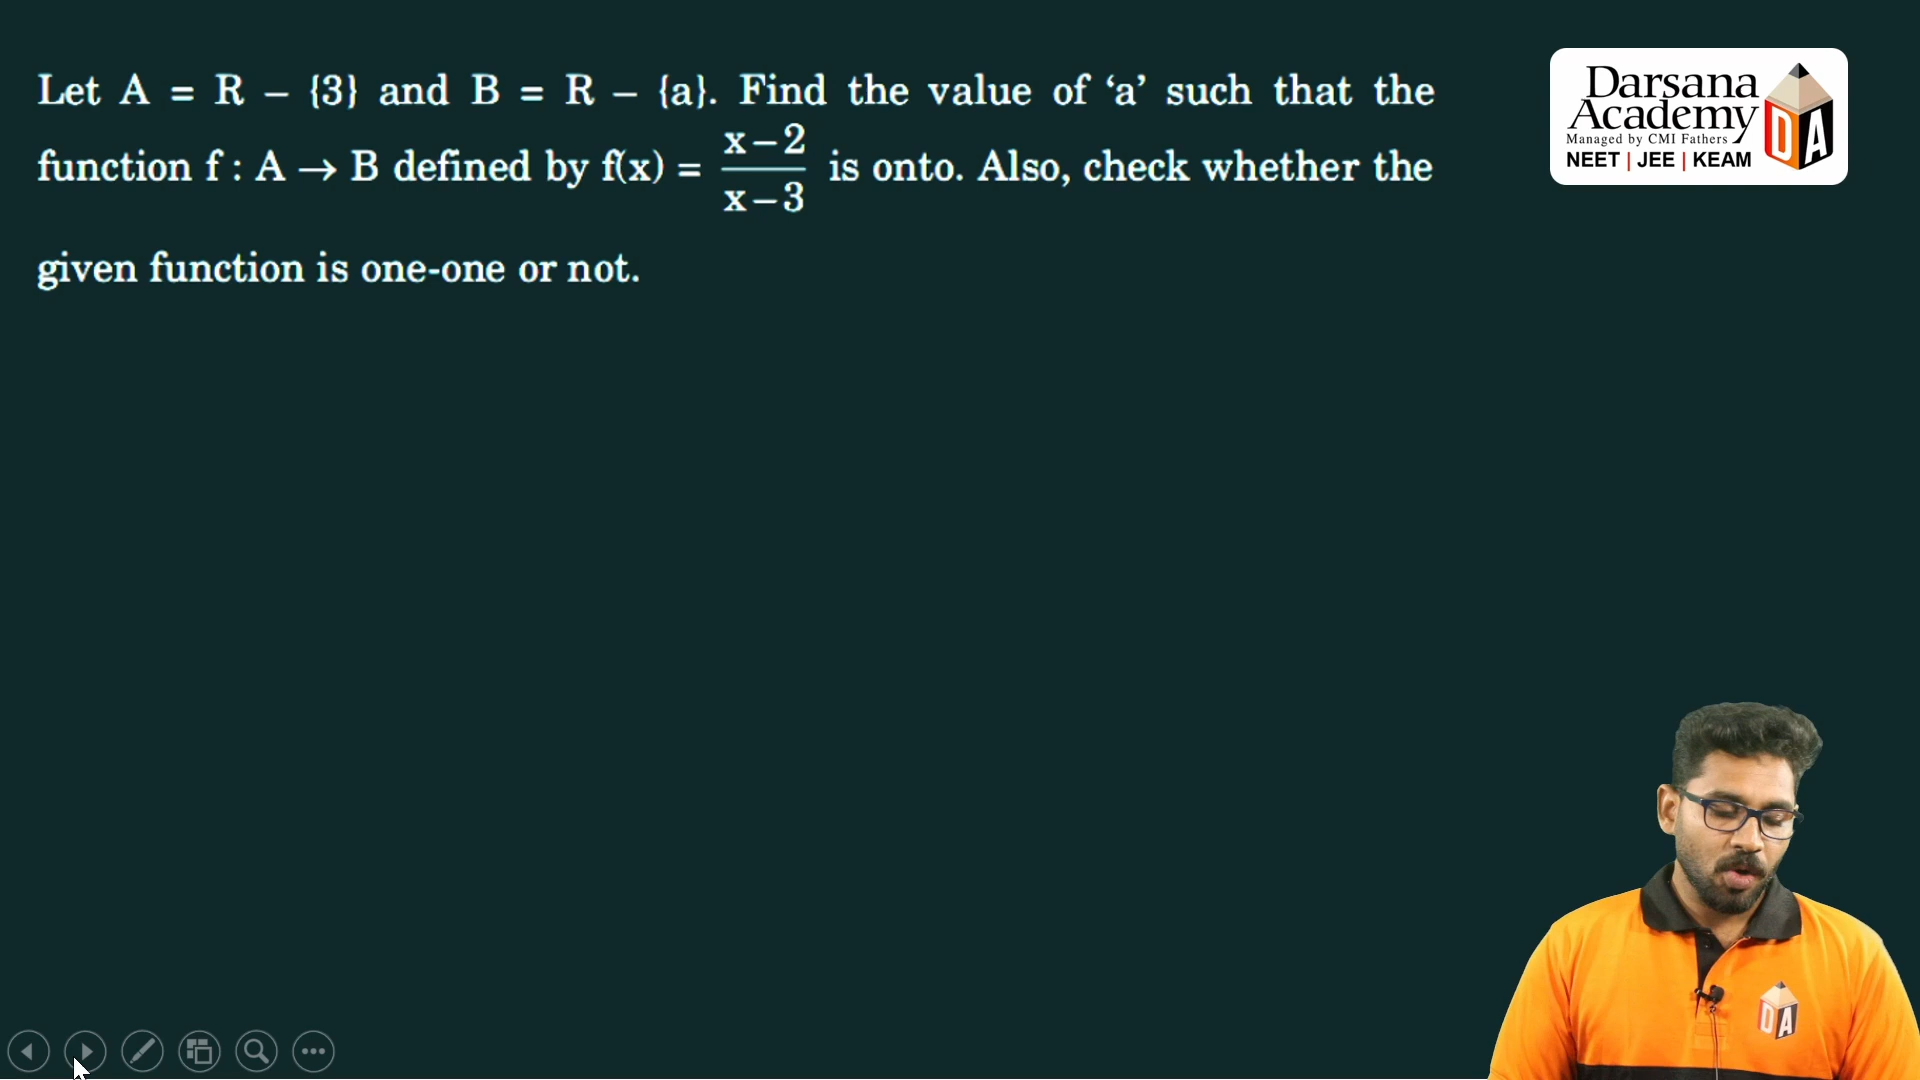 Let A = R – {3} and B = R – {a}. Find the value of ‘a’ such that the
function f : A → B defined by f(x) = x – 2 / x – 3 is onto. Also, check whether the
given function is one-one or not.
Darsana
Academy
Managed by CMI Fathers
NEET | JEE | KEAM
DA
DA